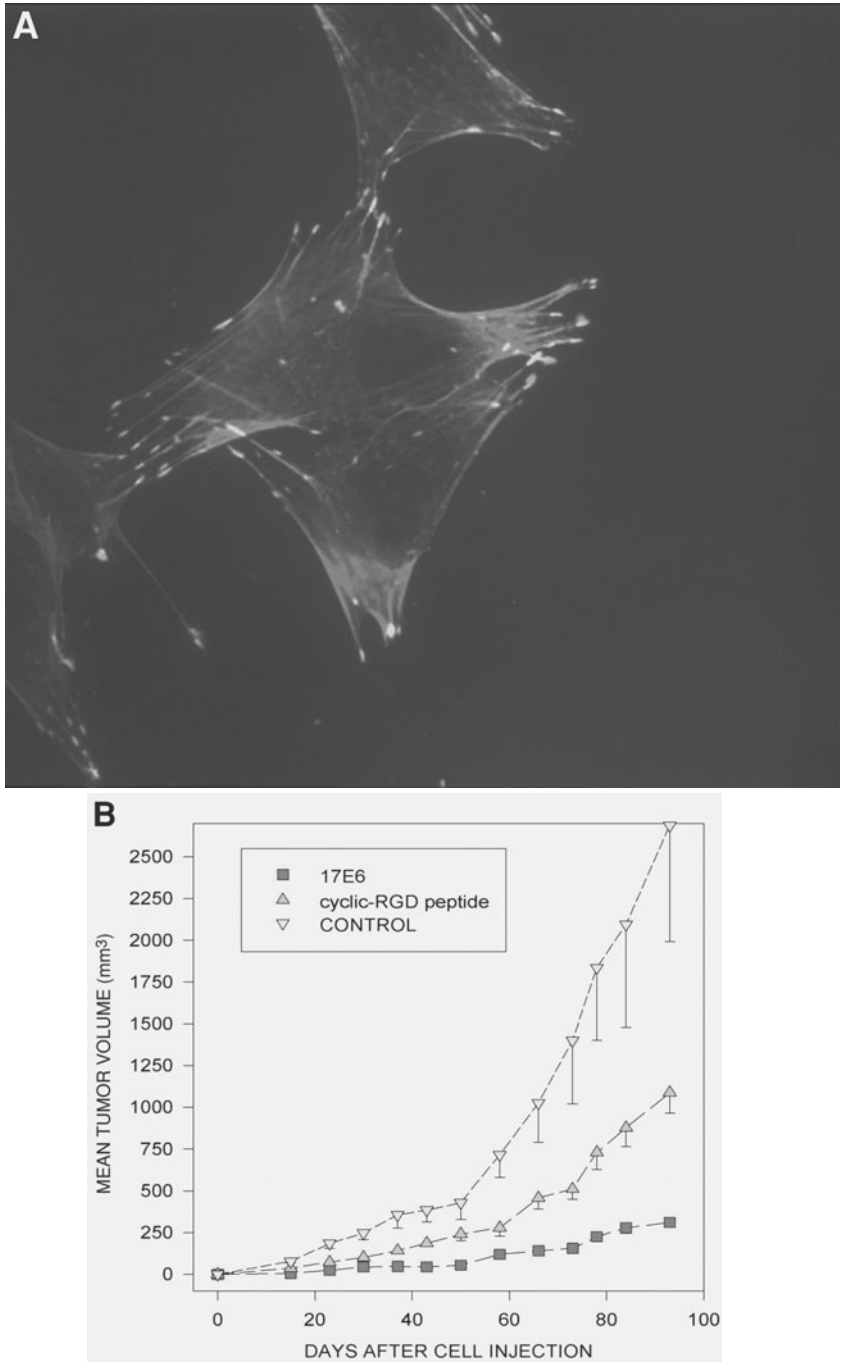 A
B
2500
2250
2000
1750
1500
1250
1000
750
500
250
0
MEAN TUMOR VOLUME (mm³)
17E6
cyclic-RGD peptide
CONTROL
0 20 40 60 80 100
DAYS AFTER CELL INJECTION